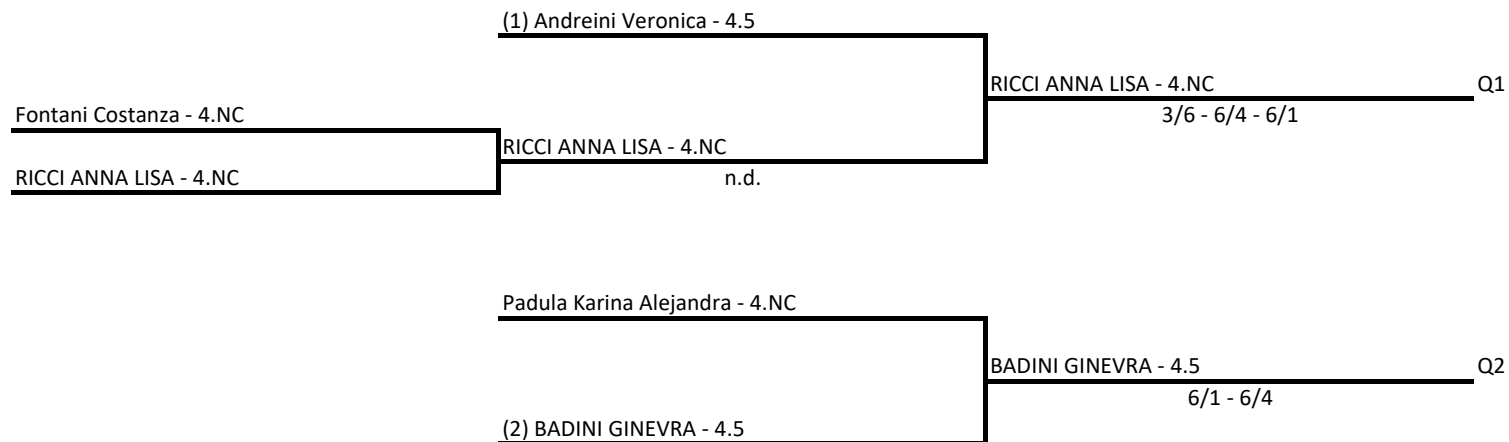 (1) Andreini Veronica - 4.5
RICCI ANNA LISA - 4.NC Q1
Fontani Costanza - 4.NC
3/6 - 6/4 - 6/1
RICCI ANNA LISA - 4.NC
RICCI ANNA LISA - 4.NC
n.d.
Padula Karina Alejandra - 4.NC
BADINI GINEVRA - 4.5 Q2
6/1 - 6/4
(2) BADINI GINEVRA - 4.5